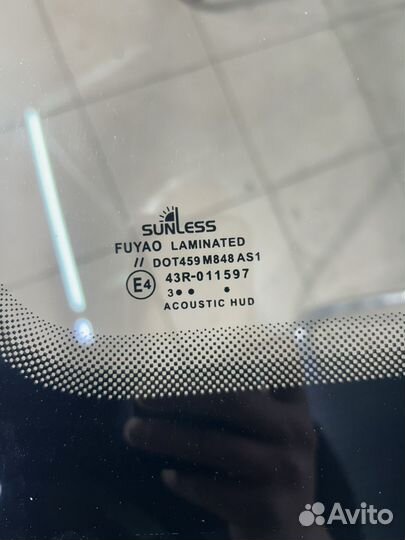 SUNLESS
FUYAO LAMINATED
// DOT459 M848 AS1
E4 43R-011597
3●● ●
ACOUSTIC HUD
Avito